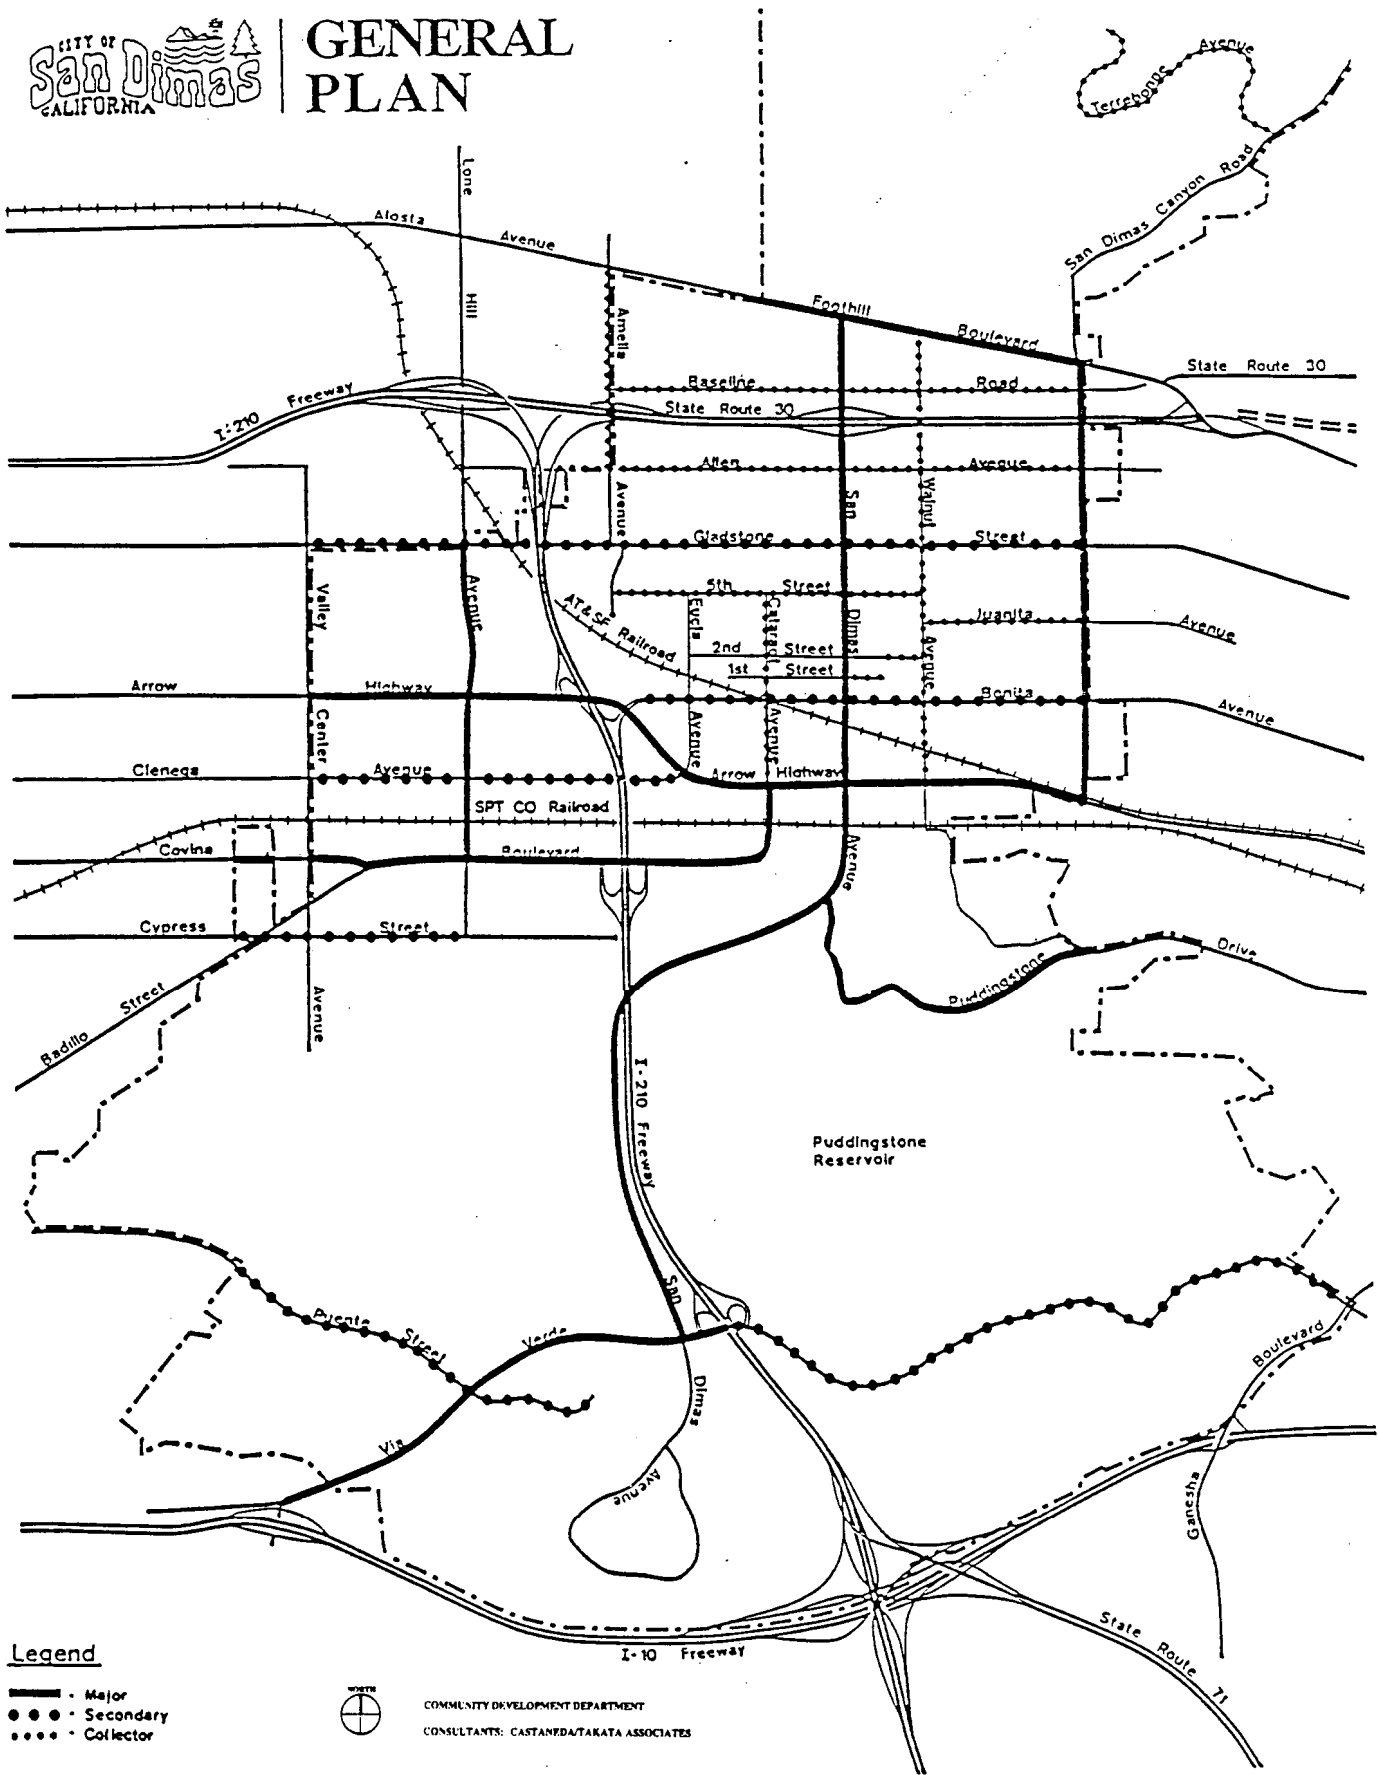 CITY OF
San Dimas
CALIFORNIA
GENERAL
PLAN
Terrebonne
Avenue
San Dimas Canyon Road
Lone
Hill
Avenue
Alosta
Avenue
Foothill
Boulevard
State Route 30
Amelia
Avenue
Baseline
Road
State Route 30
I-210
Freeway
Allen
Avenue
San
Dimas
Avenue
Walnut
Avenue
Gladstone
Street
Valley
Center
Avenue
5th
Street
AT&SF Railroad
Eucla
Avenue
Cataract
Avenue
Juanita
Avenue
2nd
Street
1st
Street
Arrow
Highway
Bonita
Avenue
Cienega
Avenue
Arrow Highway
SPT CO Railroad
Covina
Boulevard
Cypress
Street
Badillo
Street
Puddingstone
Drive
I-210 Freeway
Puddingstone
Reservoir
San
Dimas
Avenue
Puente
Street
Via
Verde
Boulevard
Ganesha
State Route 71
I-10 Freeway
Legend
- Major
- Secondary
- Collector
NORTH
COMMUNITY DEVELOPMENT DEPARTMENT
CONSULTANTS: CASTANEDA/TAKATA ASSOCIATES